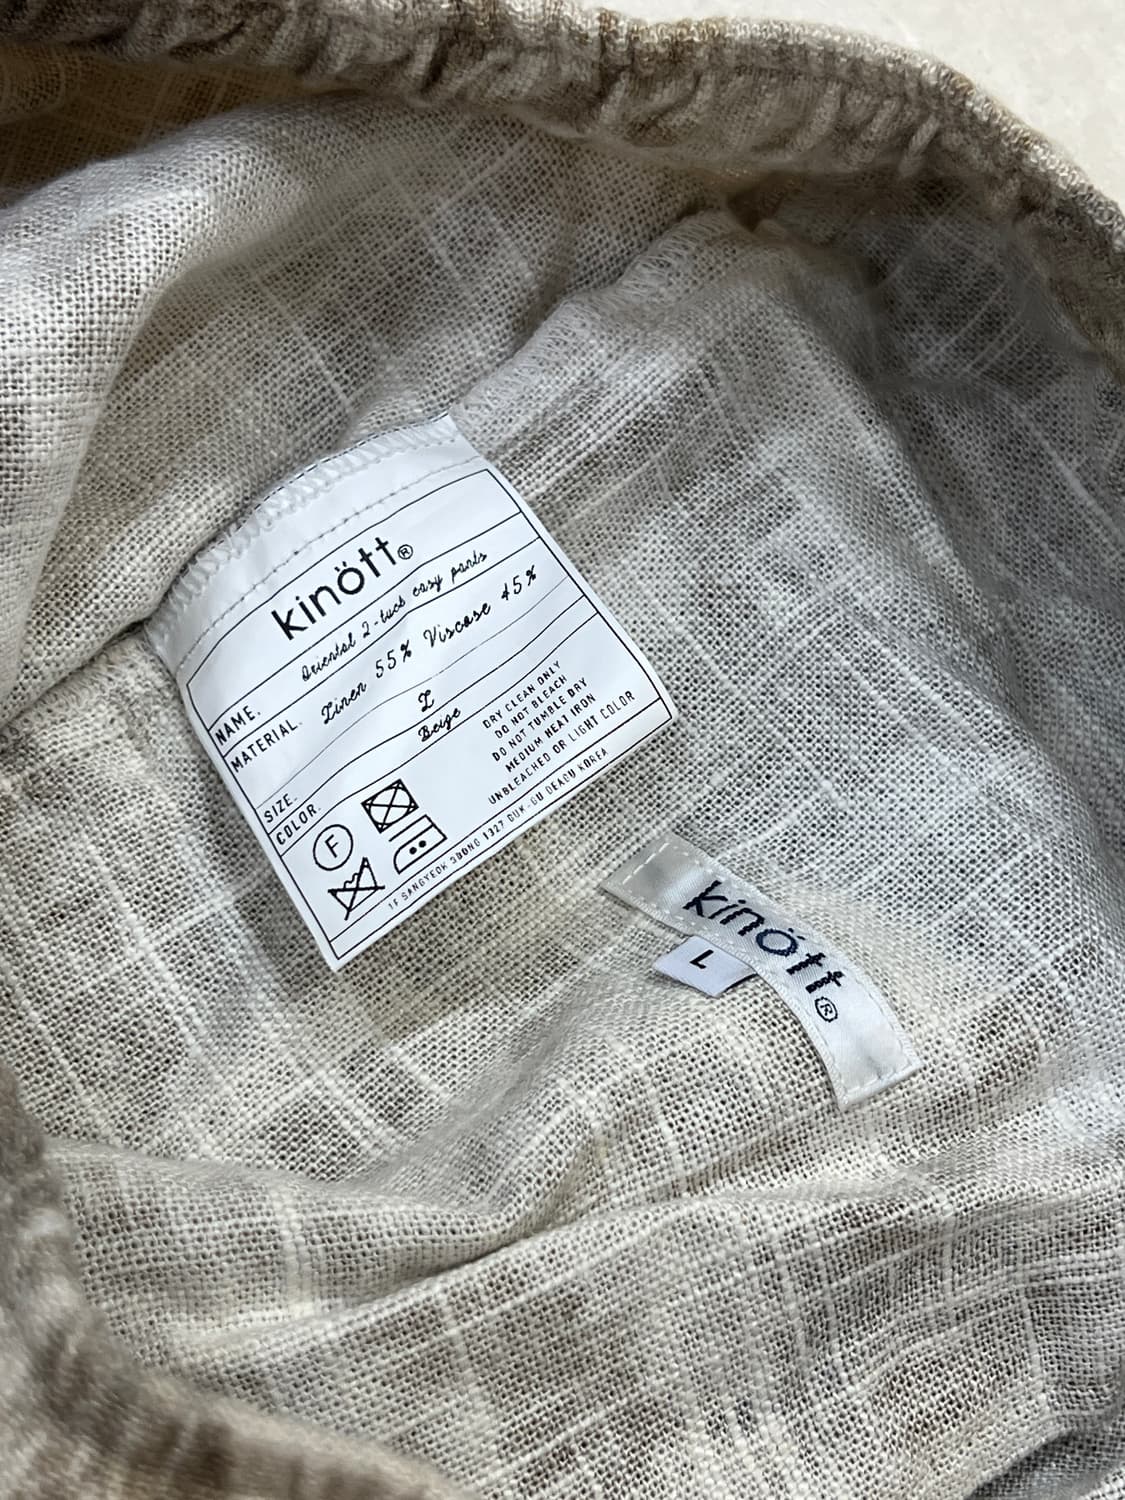 kinött®
NAME. Oriental 2-tuck easy pants
MATERIAL. Linen 55% Viscose 45%
SIZE. L
COLOR. Beige
DRY CLEAN ONLY
DO NOT BLEACH
DO NOT TUMBLE DRY
MEDIUM HEAT IRON
UNBLEACHED OR LIGHT COLOR
F
1F SANGYEOK 3DONG 1327 BUK-GU DEAGU KOREA
kinött®
L